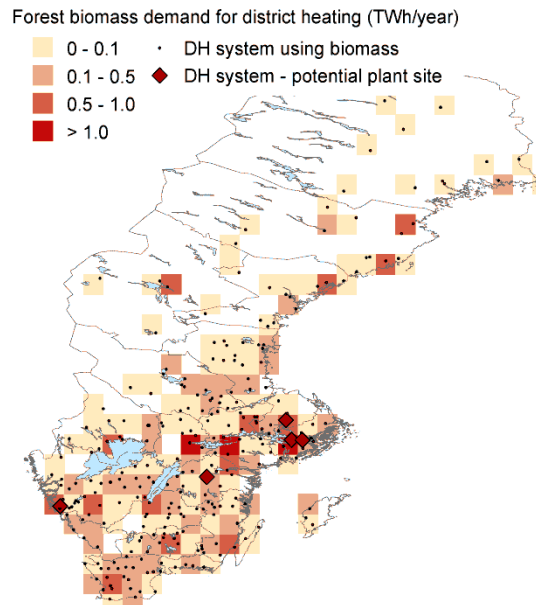 Forest biomass demand for district heating (TWh/year)
0 - 0.1 DH system using biomass
0.1 - 0.5 DH system - potential plant site
0.5 - 1.0
> 1.0